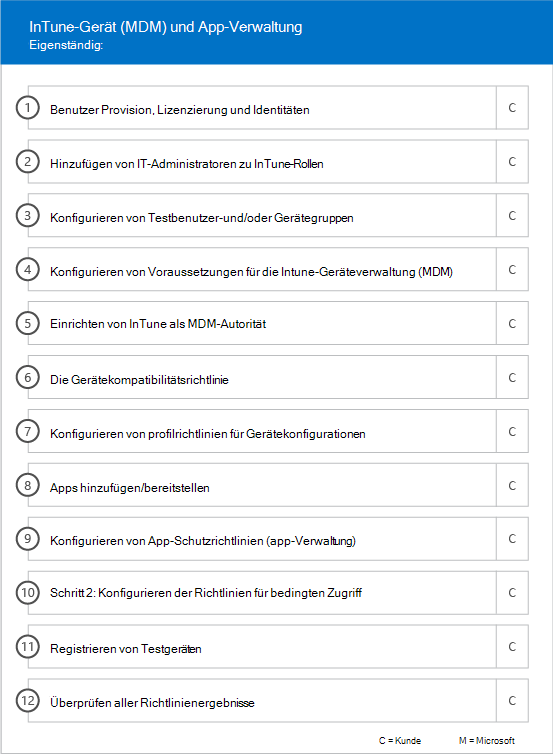 InTune-Gerät (MDM) und App-Verwaltung
Eigenständig:
1 Benutzer Provision, Lizenzierung und Identitäten C
2 Hinzufügen von IT-Administratoren zu InTune-Rollen C
3 Konfigurieren von Testbenutzer-und/oder Gerätegruppen C
4 Konfigurieren von Voraussetzungen für die Intune-Geräteverwaltung (MDM) C
5 Einrichten von InTune als MDM-Autorität C
6 Die Gerätekompatibilitätsrichtlinie C
7 Konfigurieren von profilrichtlinien für Gerätekonfigurationen C
8 Apps hinzufügen/bereitstellen C
9 Konfigurieren von App-Schutzrichtlinien (app-Verwaltung) C
10 Schritt 2: Konfigurieren der Richtlinien für bedingten Zugriff C
11 Registrieren von Testgeräten C
12 Überprüfen aller Richtlinienergebnisse C
C = Kunde M = Microsoft